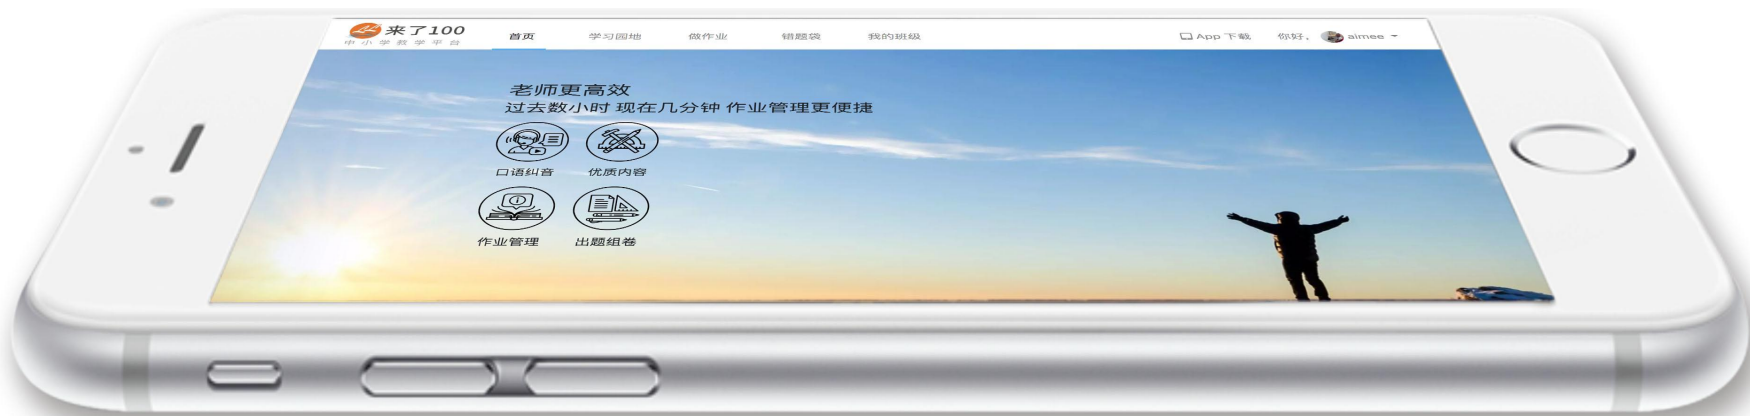 来了100
中小学教学平台
首页 学习园地 做作业 错题袋 我的班级 App 下载 你好， aimee
老师更高效
过去数小时 现在几分钟 作业管理更便捷
口语纠音 优质内容
作业管理 出题组卷